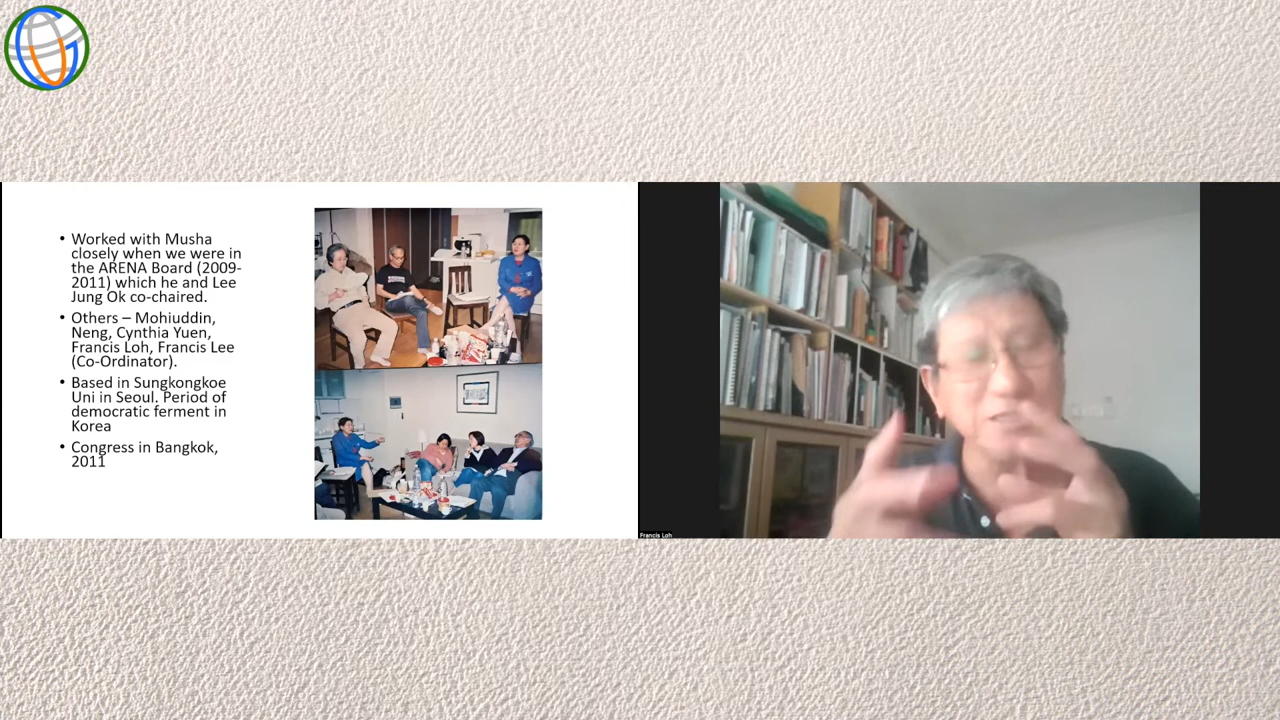 • Worked with Musha
closely when we were in
the ARENA Board (2009-
2011) which he and Lee
Jung Ok co-chaired.
• Others – Mohiuddin,
Neng, Cynthia Yuen,
Francis Loh, Francis Lee
(Co-Ordinator).
• Based in Sungkongkoe
Uni in Seoul. Period of
democratic ferment in
Korea
• Congress in Bangkok,
2011
Francis Loh